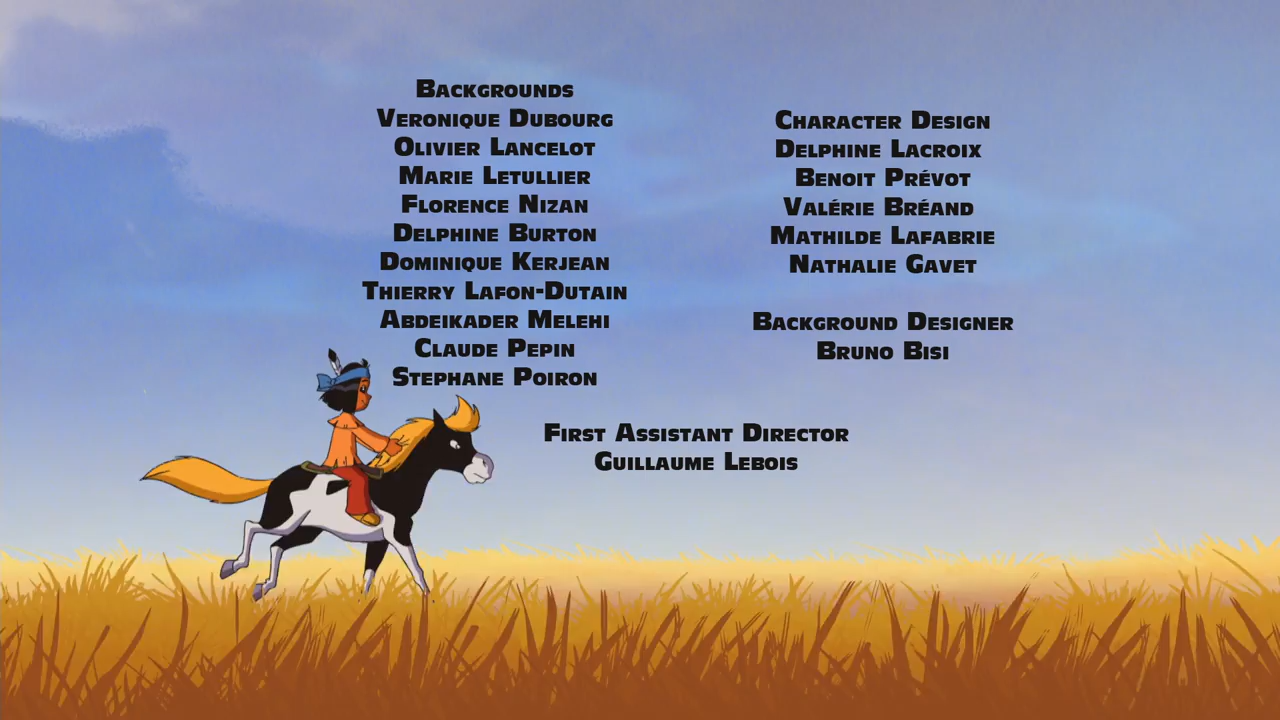 Backgrounds
Veronique Dubourg
Olivier Lancelot
Marie Letullier
Florence Nizan
Delphine Burton
Dominique Kerjean
Thierry Lafon-Dutain
Abdeikader Melehi
Claude Pepin
Stephane Poiron
Character Design
Delphine Lacroix
Benoit Prévot
Valérie Bréand
Mathilde Lafabrie
Nathalie Gavet
Background Designer
Bruno Bisi
First Assistant Director
Guillaume Lebois